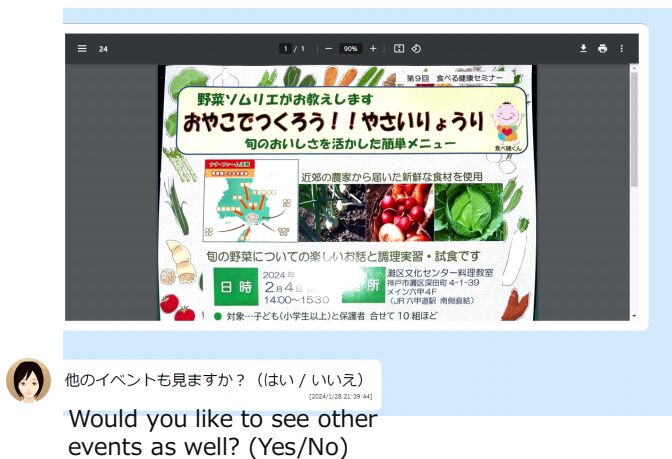 24
1 / 1
90%
第9回 食べる健康セミナー
野菜ソムリエがお教えします
おやこでつくろう！！やさいりょうり
旬のおいしさを活かした簡単メニュー
食べ健くん
近郊の農家から届いた新鮮な食材を使用
旬の野菜についての楽しいお話と調理実習・試食です
日 時
2024年
2月4日
14:00～15:30
所
灘区文化センター料理教室
神戸市灘区深田町 4-1-39
メイン六甲4F
(JR 六甲道駅 南側直結)
● 対象…子ども(小学生以上)と保護者 合せて 10 組ほど
他のイベントも見ますか？（はい / いいえ）
[2024/1/28 21:39:44]
Would you like to see other
events as well? (Yes/No)